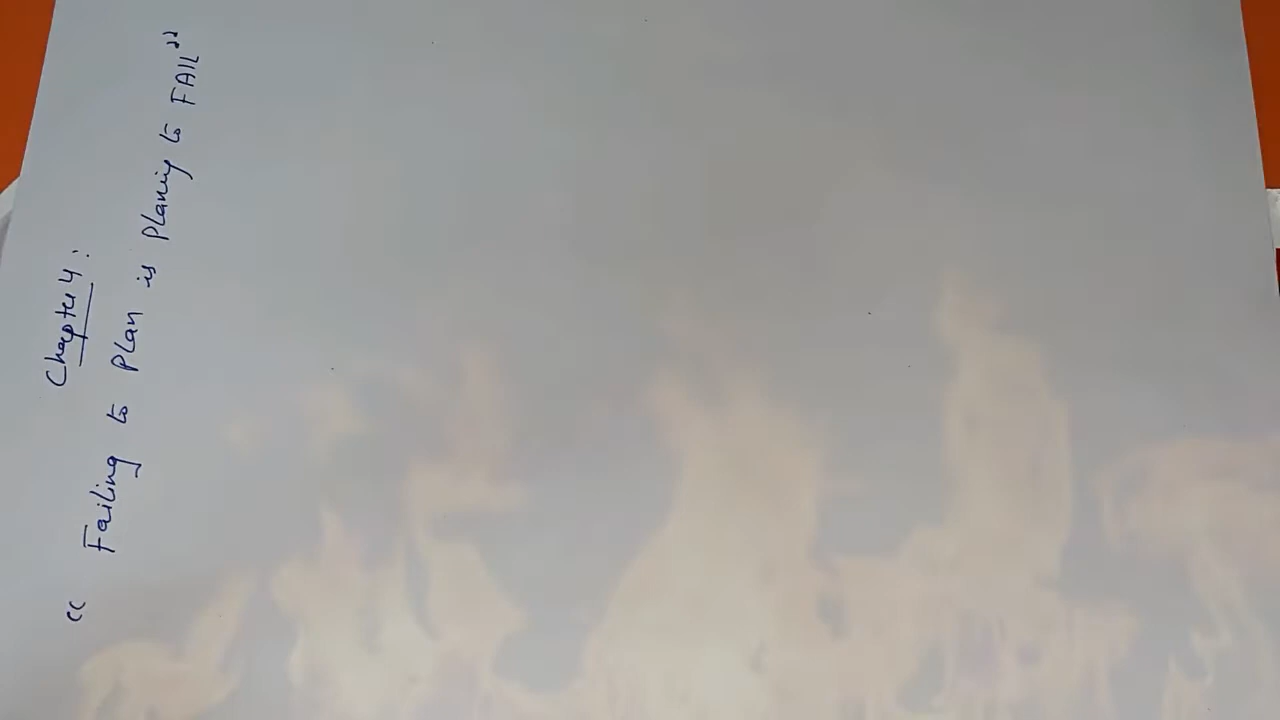 Chapter 4:
“ Failing to Plan is Planing to FAIL”